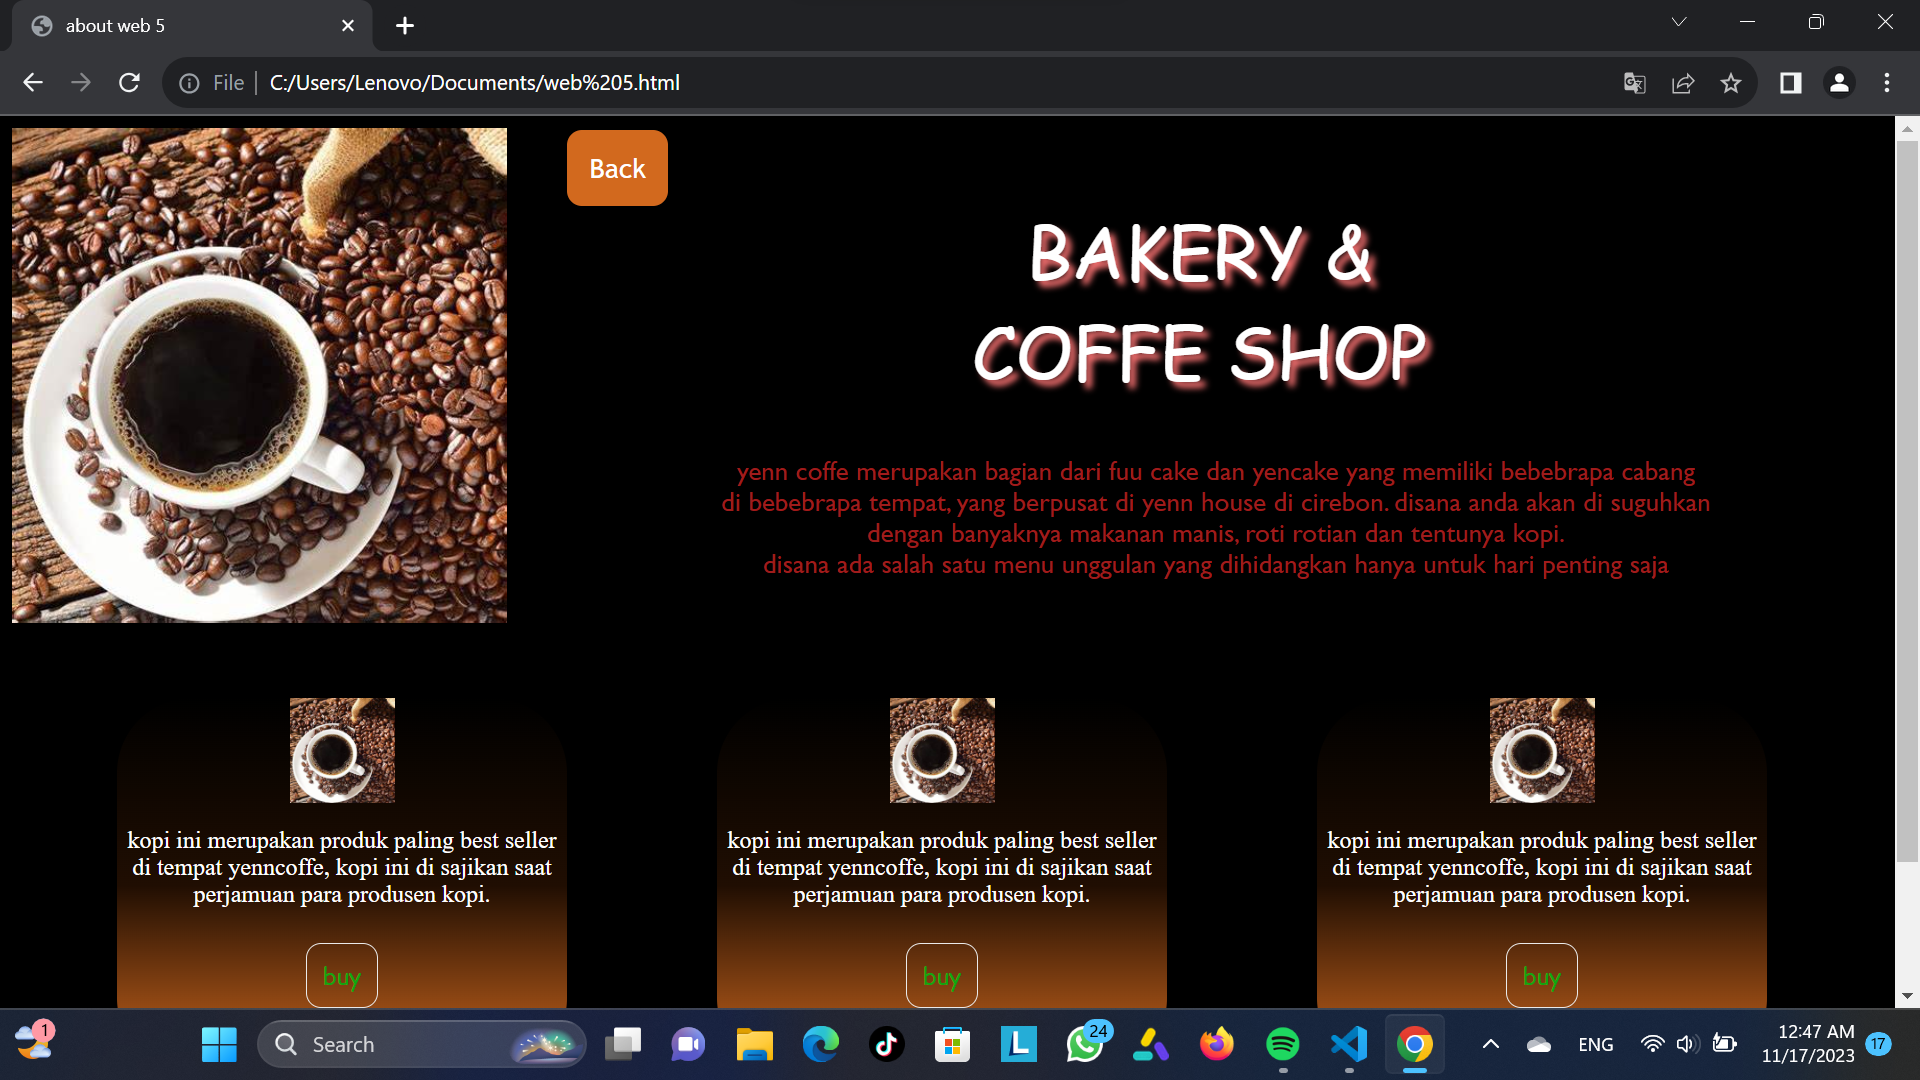 about web 5
File
C:/Users/Lenovo/Documents/web%205.html
Back
BAKERY &
COFFE SHOP
yenn coffe merupakan bagian dari fuu cake dan yencake yang memiliki bebebrapa cabang
di bebebrapa tempat, yang berpusat di yenn house di cirebon. disana anda akan di suguhkan
dengan banyaknya makanan manis, roti rotian dan tentunya kopi.
disana ada salah satu menu unggulan yang dihidangkan hanya untuk hari penting saja
kopi ini merupakan produk paling best seller
di tempat yenncoffe, kopi ini di sajikan saat
perjamuan para produsen kopi.
buy
kopi ini merupakan produk paling best seller
di tempat yenncoffe, kopi ini di sajikan saat
perjamuan para produsen kopi.
buy
kopi ini merupakan produk paling best seller
di tempat yenncoffe, kopi ini di sajikan saat
perjamuan para produsen kopi.
buy
1
Search
L
24
ENG
12:47 AM
11/17/2023
17